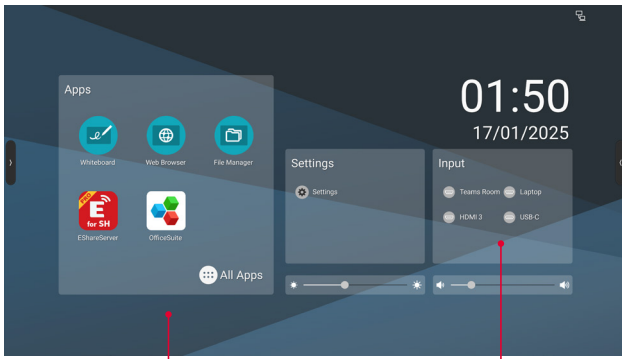 01:50
17/01/2025
Apps
Whiteboard
Web Browser
File Manager
PRO
E
for SH
EShareServer
OfficeSuite
All Apps
Settings
Settings
Input
Teams Room
Laptop
HDMI 3
USB-C